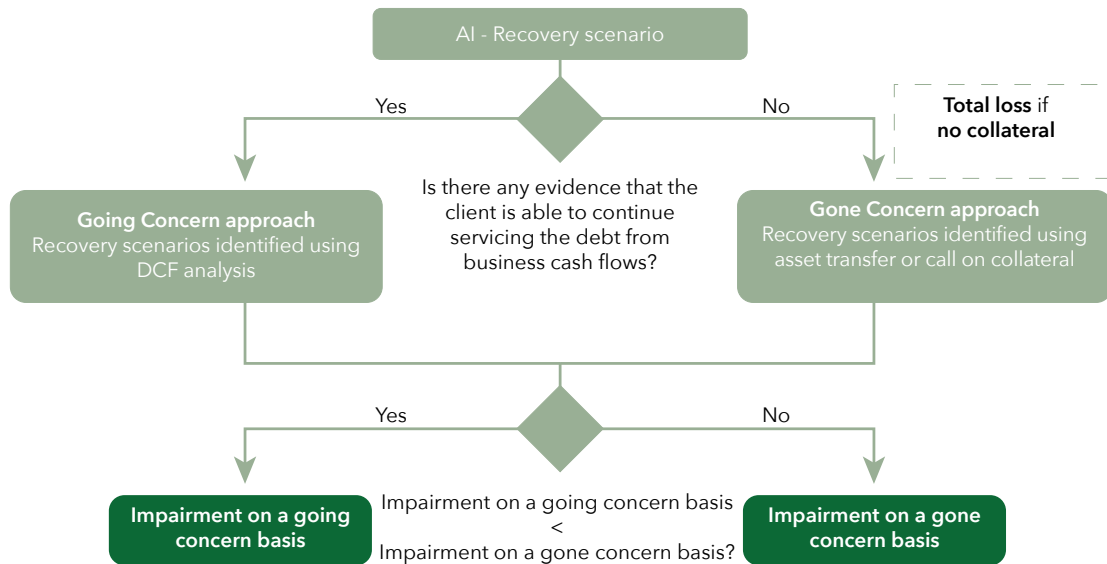 AI - Recovery scenario
Yes
No
Total loss if
no collateral
Is there any evidence that the
client is able to continue
servicing the debt from
business cash flows?
Going Concern approach
Recovery scenarios identified using
DCF analysis
Gone Concern approach
Recovery scenarios identified using
asset transfer or call on collateral
Yes
No
Impairment on a going
concern basis
Impairment on a going concern basis
<
Impairment on a gone concern basis?
Impairment on a gone
concern basis